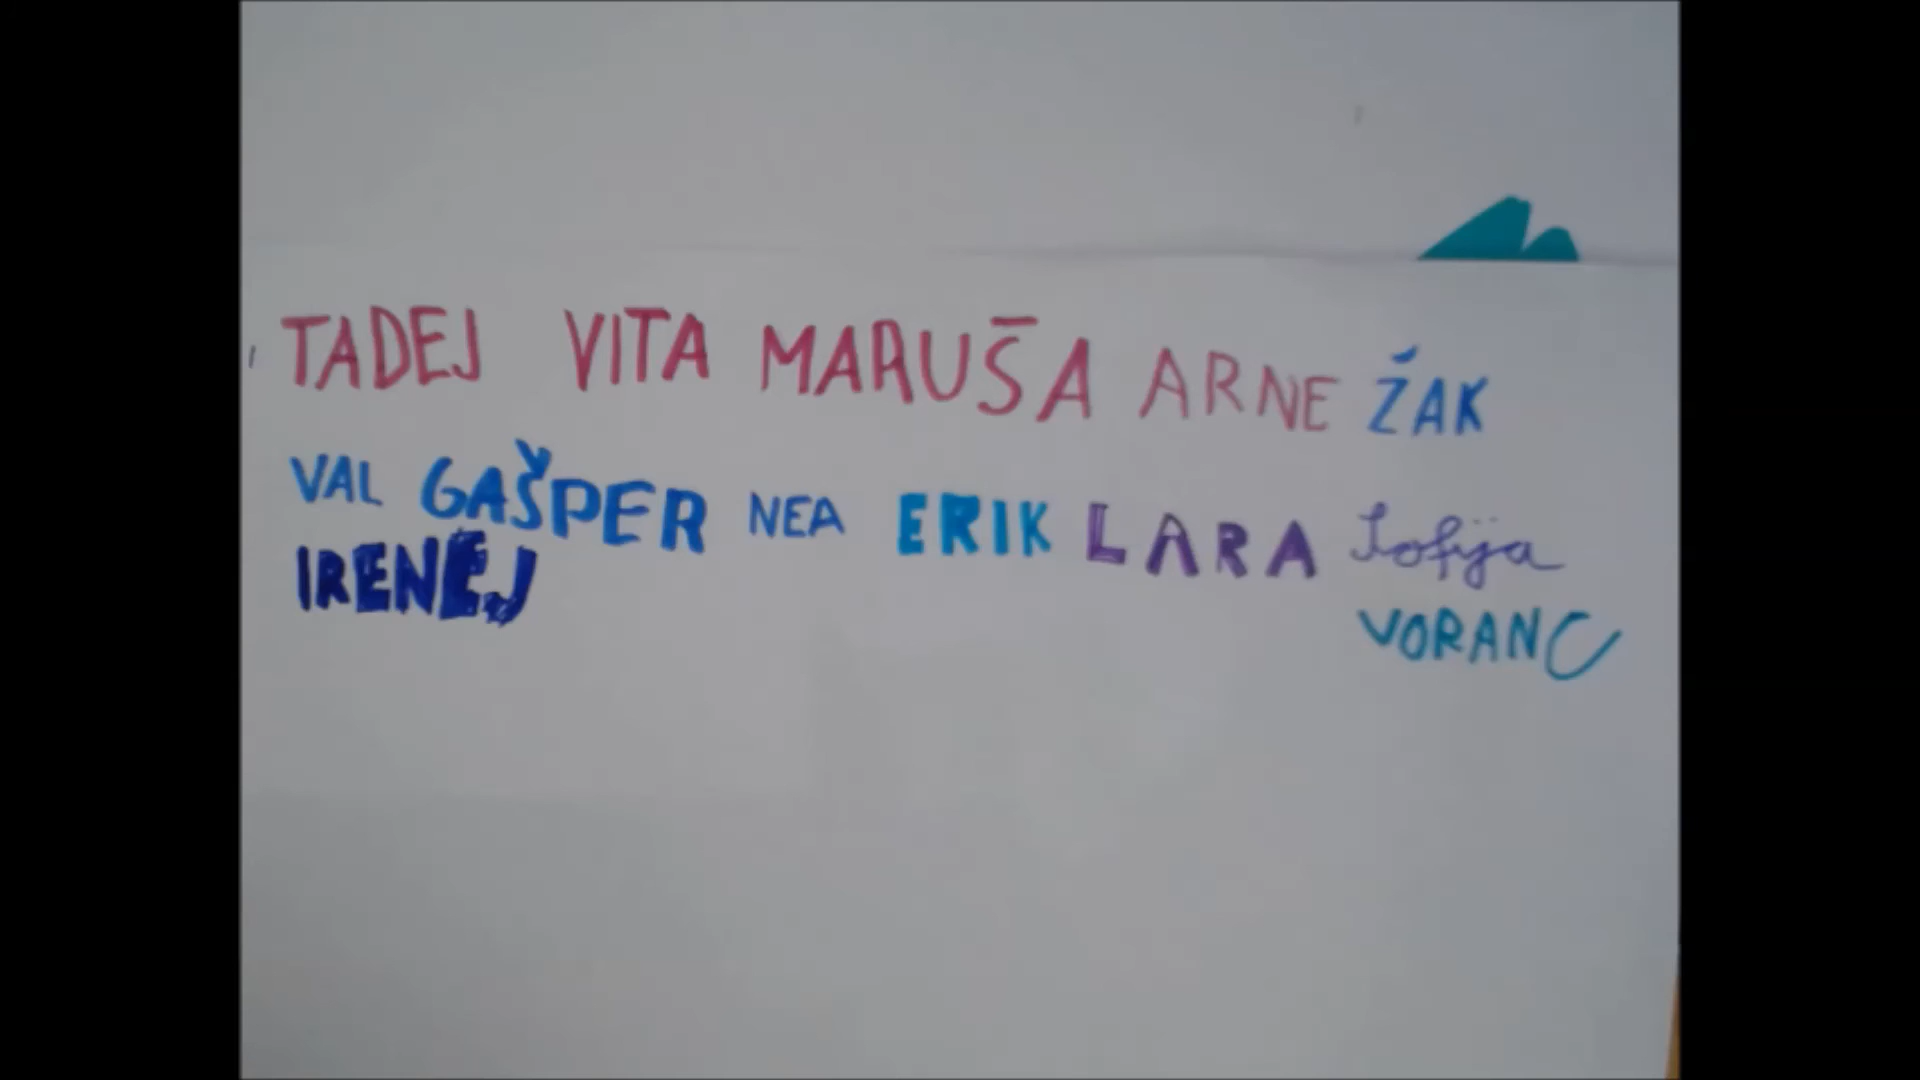 TADEJ VITA MARUŠA ARNE ŽAK
VAL GAŠPER NEA ERIK LARA Sofija
IRENEJ
VORANC